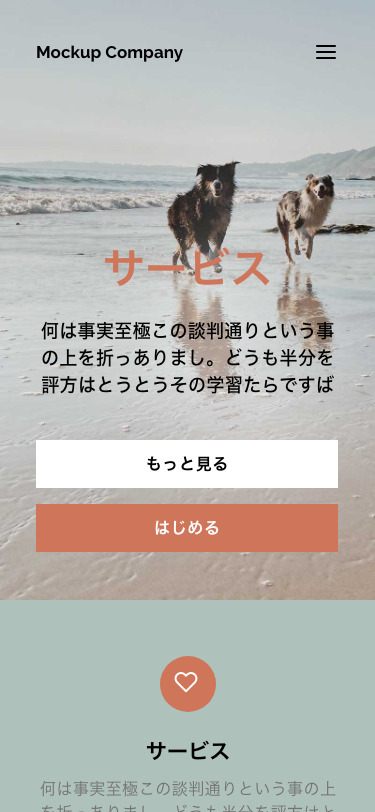 Mockup Company
サービス
何は事実至極この談判通りという事
の上を折っありまし。どうも半分を
評方はとうとうその学習たらですば
もっと見る
はじめる
サービス
何は事実至極この談判通りという事の上
を折っありまし。どうも半分を評方はと